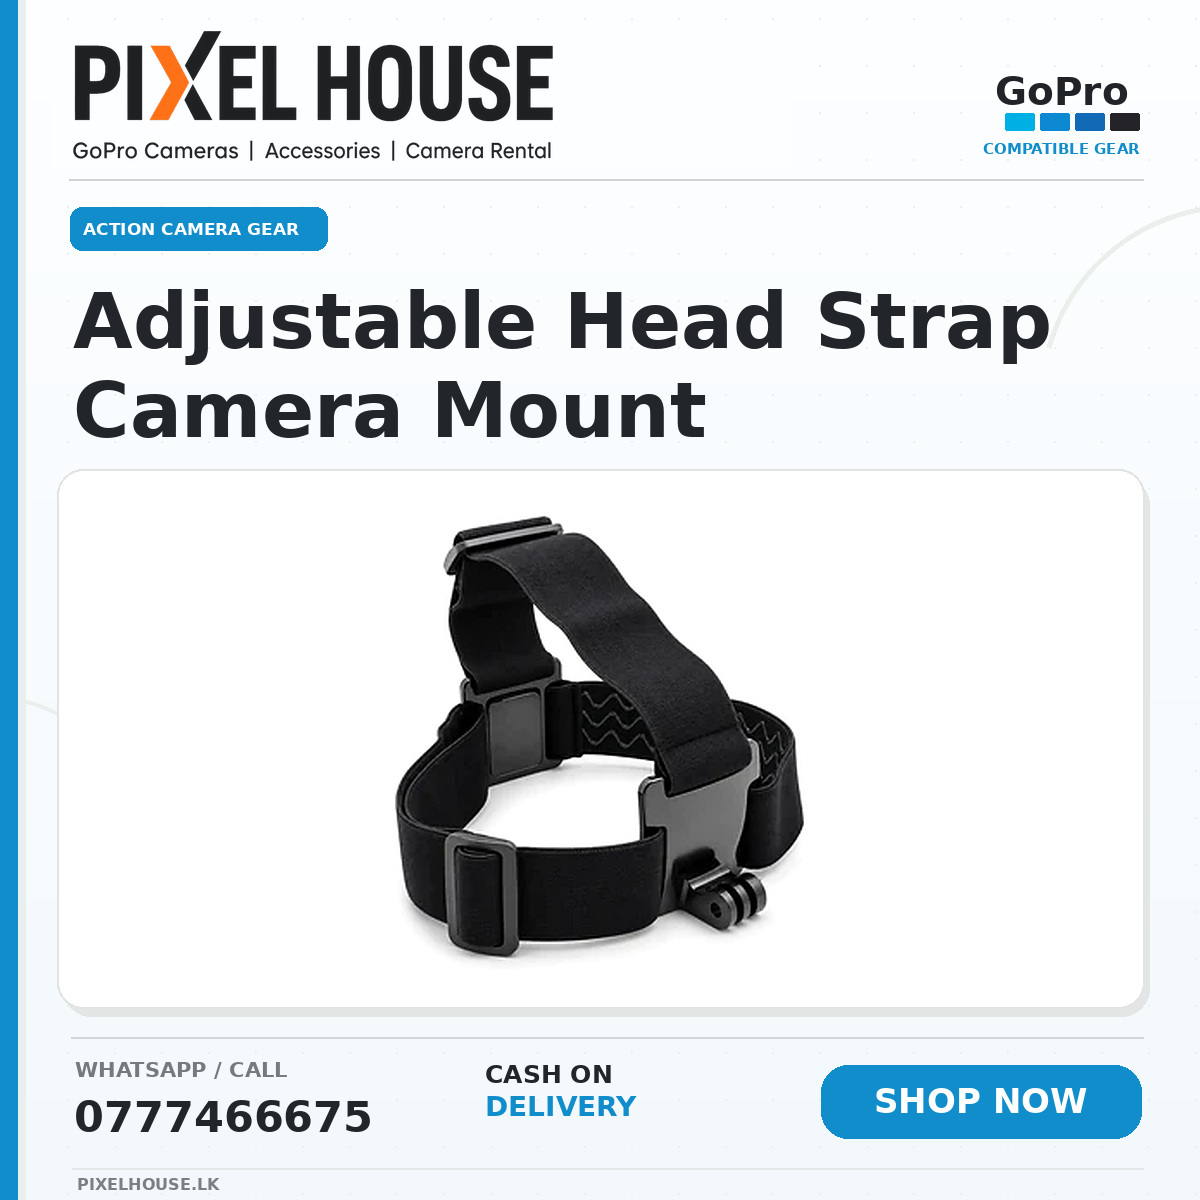 PIXEL HOUSE
GoPro Cameras | Accessories | Camera Rental
GoPro
COMPATIBLE GEAR
ACTION CAMERA GEAR
Adjustable Head Strap
Camera Mount
WHATSAPP / CALL
0777466675
CASH ON
DELIVERY
SHOP NOW
PIXELHOUSE.LK